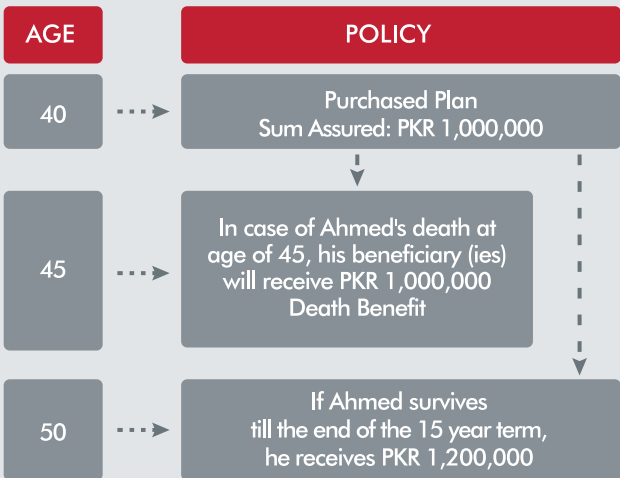 AGE
POLICY
40
Purchased Plan
Sum Assured: PKR 1,000,000
45
In case of Ahmed's death at
age of 45, his beneficiary (ies)
will receive PKR 1,000,000
Death Benefit
50
If Ahmed survives
till the end of the 15 year term,
he receives PKR 1,200,000